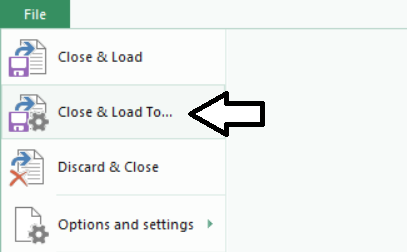 File
Close & Load
Close & Load To...
Discard & Close
Options and settings